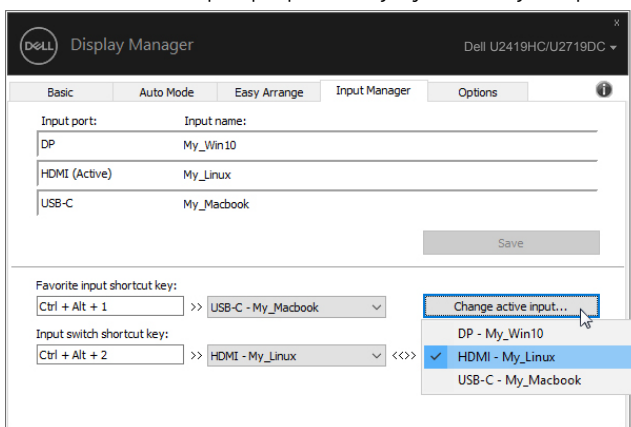 DELL Display Manager
x
Dell U2419HC/U2719DC
Basic Auto Mode Easy Arrange Input Manager Options i
Input port: Input name:
DP My_Win10
HDMI (Active) My_Linux
USB-C My_Macbook
Save
Favorite input shortcut key:
Ctrl + Alt + 1 >> USB-C - My_Macbook Change active input...
Input switch shortcut key:
Ctrl + Alt + 2 >> HDMI - My_Linux <<>>
DP - My_Win10
HDMI - My_Linux
USB-C - My_Macbook